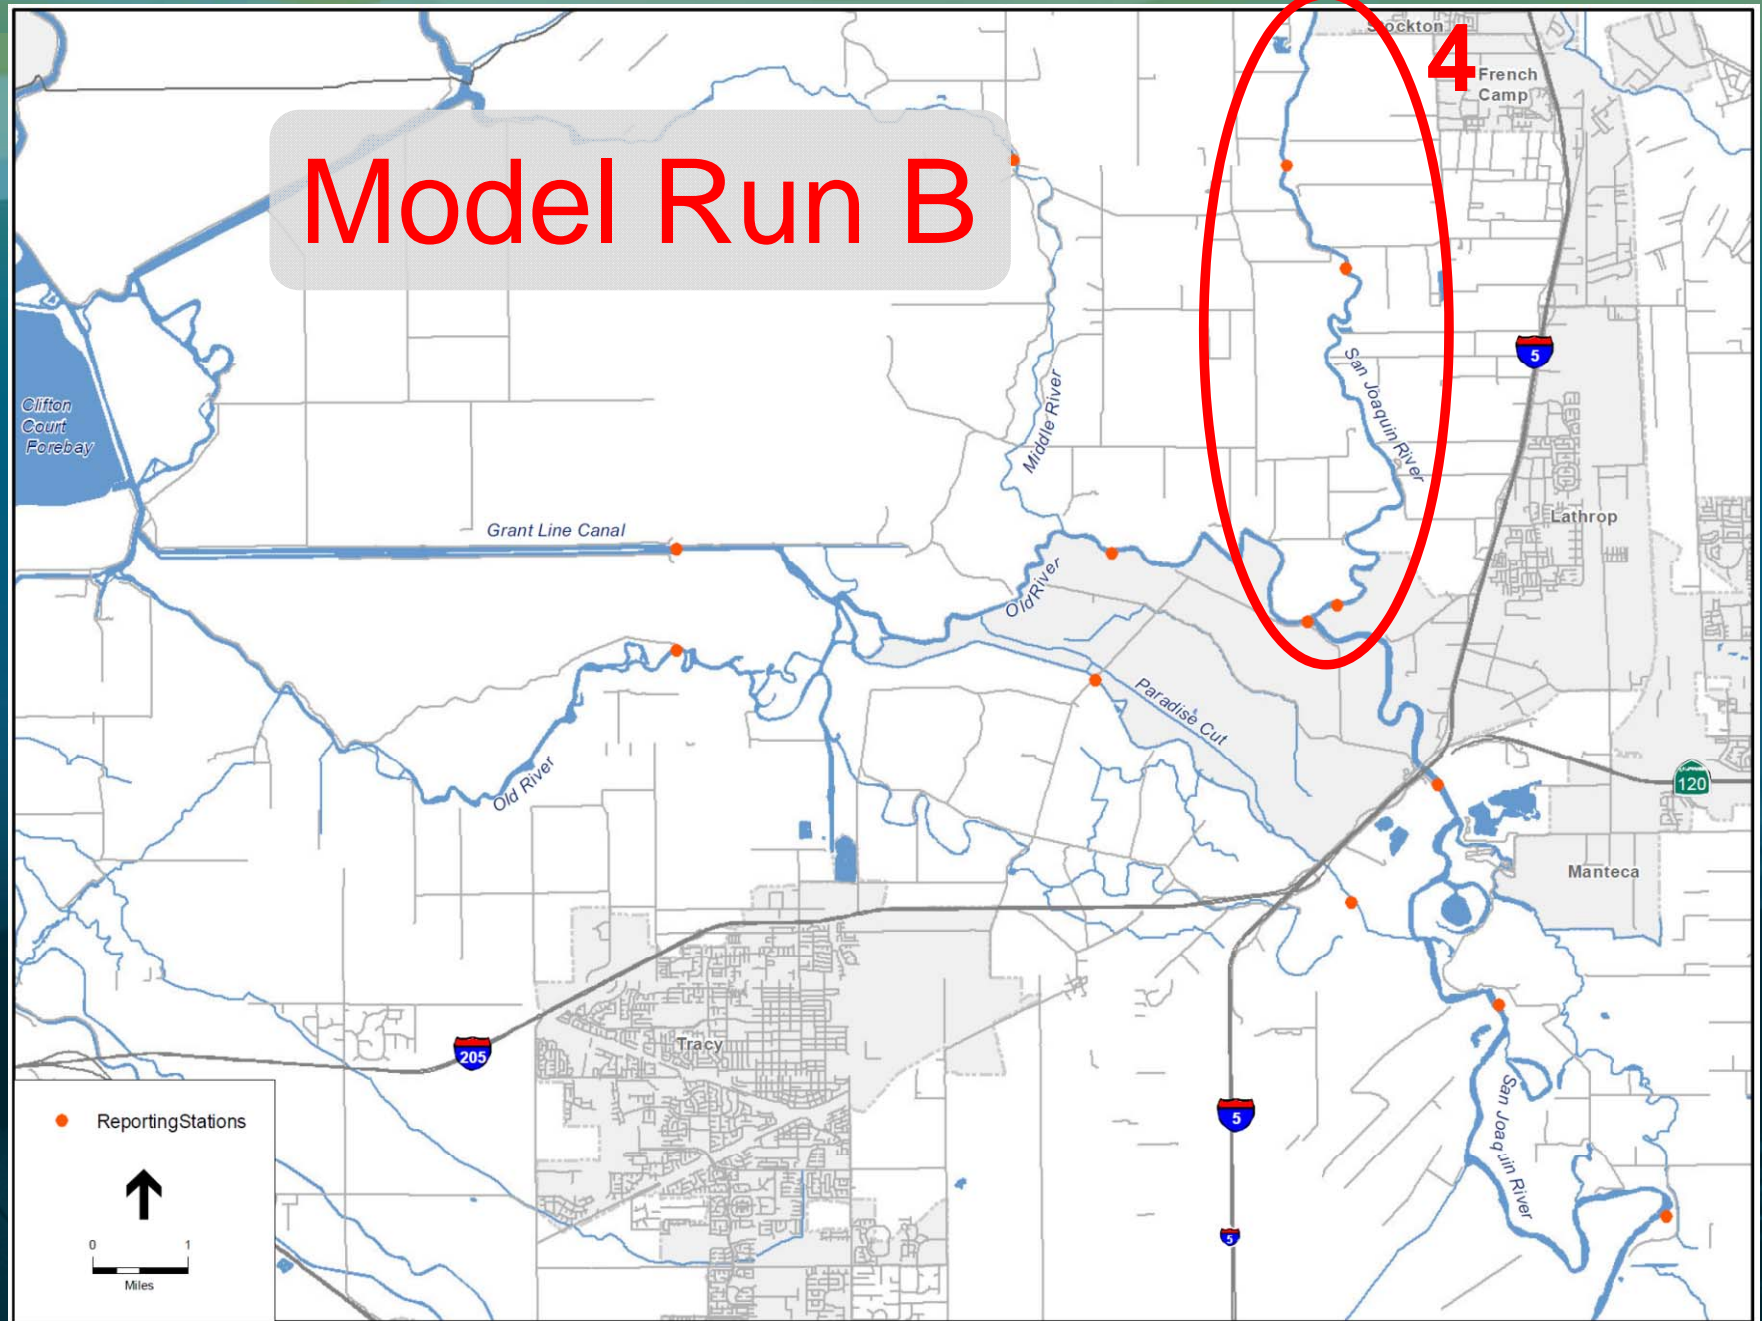 Stockton
4
French
Camp
Model Run B
5
Clifton
Court
Forebay
San Joaquin River
Middle River
Lathrop
Grant Line Canal
Old River
Paradise Cut
Old River
120
Manteca
Tracy
205
San Joaquin River
5
ReportingStations
5
0 1
Miles